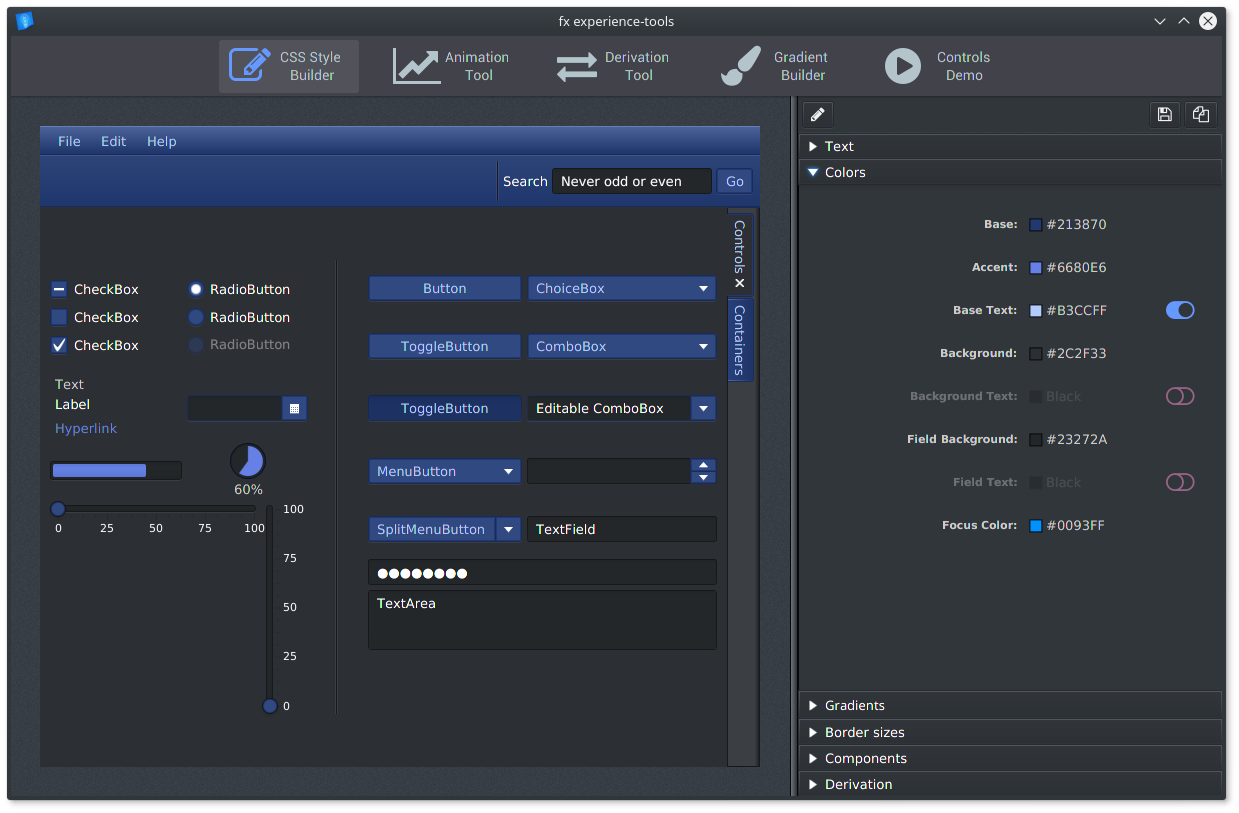 fx experience-tools
CSS Style
Builder
Animation
Tool
Derivation
Tool
Gradient
Builder
Controls
Demo
File Edit Help
Search Never odd or even Go
Controls
Containers
CheckBox RadioButton
CheckBox RadioButton
CheckBox RadioButton
Text
Label
Hyperlink
60%
0 25 50 75 100
100
75
50
25
0
Button ChoiceBox
ToggleButton ComboBox
ToggleButton Editable ComboBox
MenuButton
SplitMenuButton TextField
●●●●●●●●
TextArea
Text
Colors
Base: #213870
Accent: #6680E6
Base Text: #B3CCFF
Background: #2C2F33
Background Text: Black
Field Background: #23272A
Field Text: Black
Focus Color: #0093FF
Gradients
Border sizes
Components
Derivation